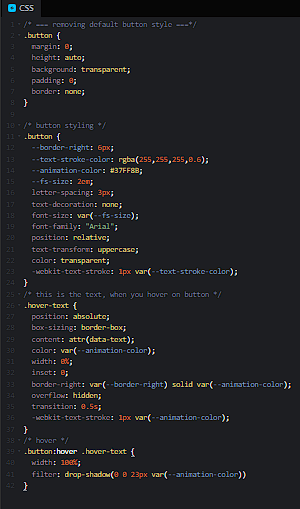 CSS
1 /* === removing default button style ===*/
2 .button {
3 margin: 0;
4 height: auto;
5 background: transparent;
6 padding: 0;
7 border: none;
8 }
9
10 /* button styling */
11 .button {
12 --border-right: 6px;
13 --text-stroke-color: rgba(255,255,255,0.6);
14 --animation-color: #37FF8B;
15 --fs-size: 2em;
16 letter-spacing: 3px;
17 text-decoration: none;
18 font-size: var(--fs-size);
19 font-family: "Arial";
20 position: relative;
21 text-transform: uppercase;
22 color: transparent;
23 -webkit-text-stroke: 1px var(--text-stroke-color);
24 }
25 /* this is the text, when you hover on button */
26 .hover-text {
27 position: absolute;
28 box-sizing: border-box;
29 content: attr(data-text);
30 color: var(--animation-color);
31 width: 0%;
32 inset: 0;
33 border-right: var(--border-right) solid var(--animation-color);
34 overflow: hidden;
35 transition: 0.5s;
36 -webkit-text-stroke: 1px var(--animation-color);
37 }
38 /* hover */
39 .button:hover .hover-text {
40 width: 100%;
41 filter: drop-shadow(0 0 23px var(--animation-color))
42 }